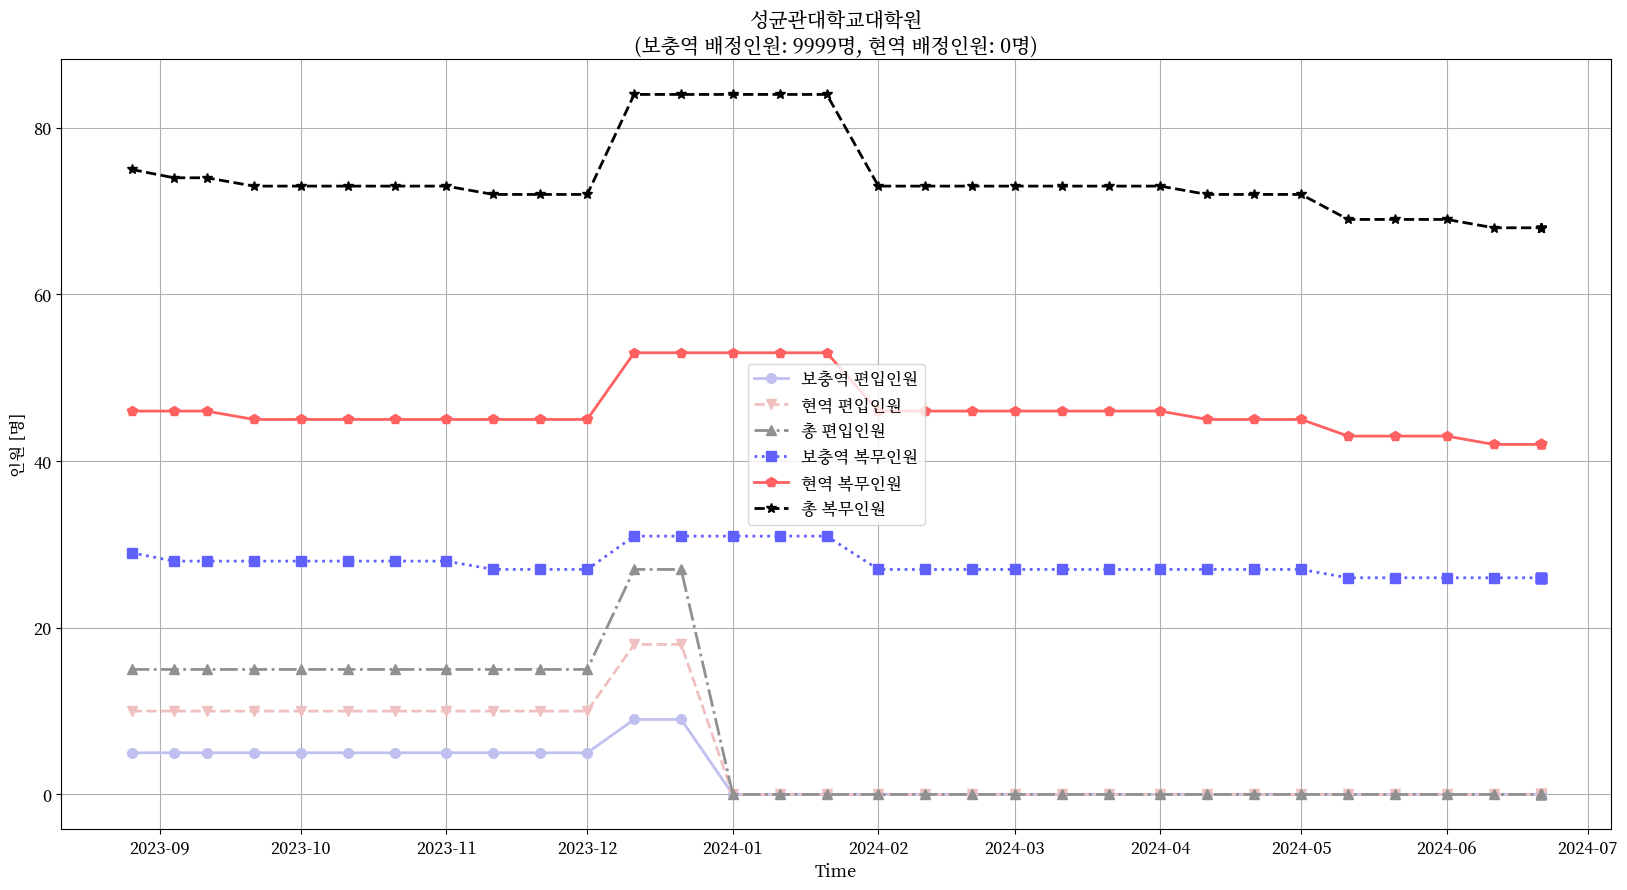 성균관대학교대학원
(보충역 배정인원: 9999명, 현역 배정인원: 0명)
인원 [명]
80
60
40
20
0
보충역 편입인원
현역 편입인원
총 편입인원
보충역 복무인원
현역 복무인원
총 복무인원
2023-09
2023-10
2023-11
2023-12
2024-01
2024-02
2024-03
2024-04
2024-05
2024-06
2024-07
Time